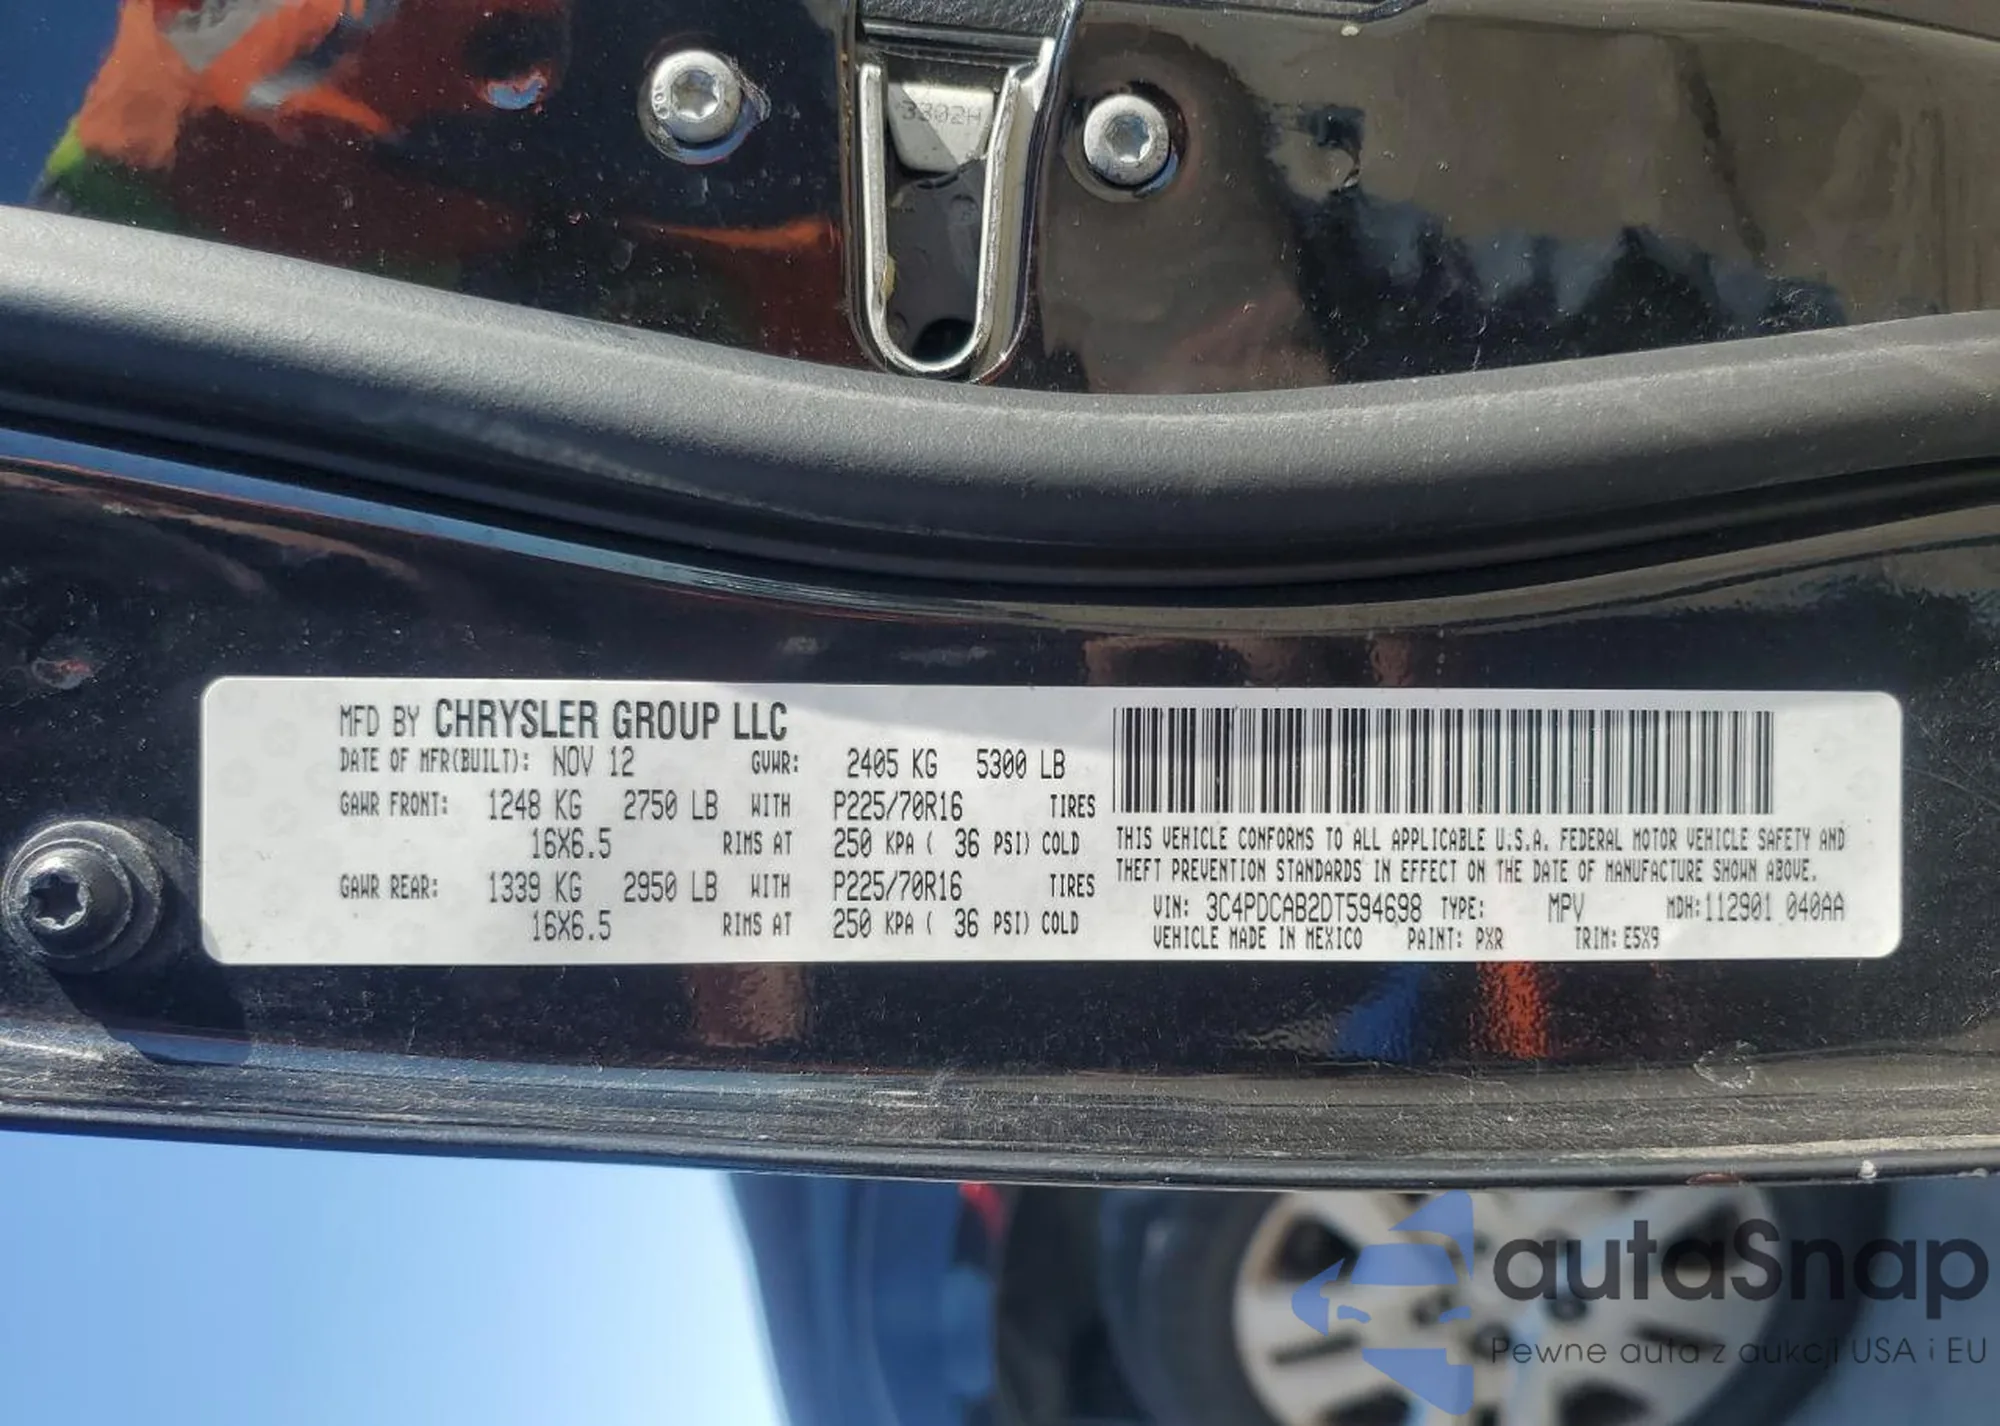 3302H
MFD BY CHRYSLER GROUP LLC
DATE OF MFR(BUILT): NOV 12 GVWR: 2405 KG 5300 LB
GAWR FRONT: 1248 KG 2750 LB WITH P225/70R16 TIRES
16X6.5 RIMS AT 250 KPA ( 36 PSI) COLD
GAWR REAR: 1339 KG 2950 LB WITH P225/70R16 TIRES
16X6.5 RIMS AT 250 KPA ( 36 PSI) COLD
THIS VEHICLE CONFORMS TO ALL APPLICABLE U.S.A. FEDERAL MOTOR VEHICLE SAFETY AND
THEFT PREVENTION STANDARDS IN EFFECT ON THE DATE OF MANUFACTURE SHOWN ABOVE.
VIN: 3C4PDCAB2DT594698 TYPE: MPV MDH:112901 040AA
VEHICLE MADE IN MEXICO PAINT: PXR TRIM: E5X9
autaSnap
Pewne auta z aukcji USA i EU